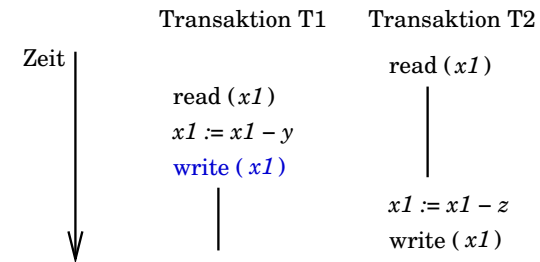 Transaktion T1 Transaktion T2
Zeit
read (x1)
read (x1)
x1 := x1 – y
write ( x1)
x1 := x1 – z
write ( x1)